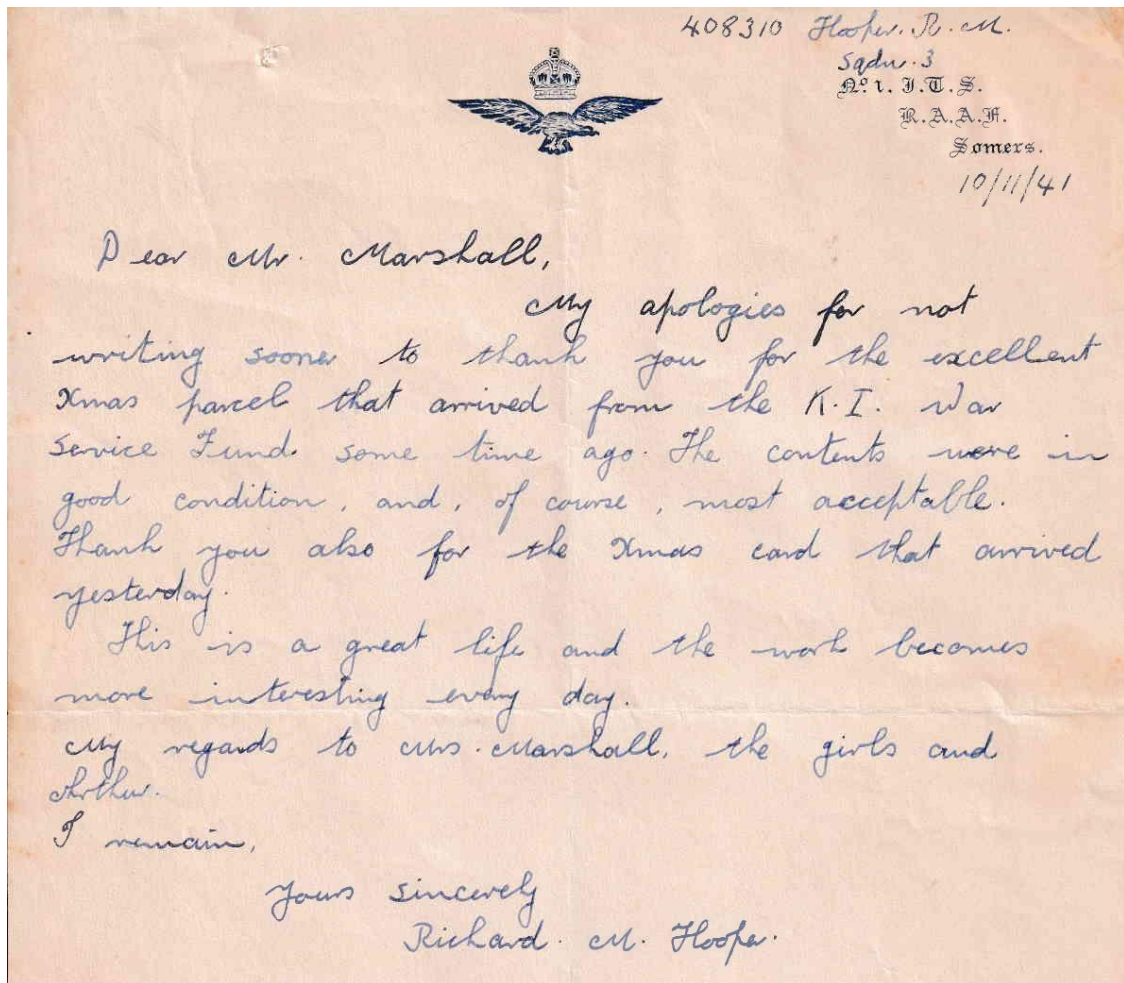 408310 Hooper. R. M.
Sqdn. 3
No. 1. I.T.S.
R.A.A.F.
Somers.
10/11/41
Dear Mr. Marshall,
My apologies for not
writing sooner to thank you for the excellent
Xmas parcel that arrived from the K.I. War
Service Fund. some time ago. The contents were in
good condition, and, of course, most acceptable.
Thank you also for the Xmas card that arrived
yesterday.
This is a great life and the work becomes
more interesting every day.
My regards to Mrs. Marshall, the girls and
Arthur.
I remain,
Yours sincerely
Richard. M. Hooper.